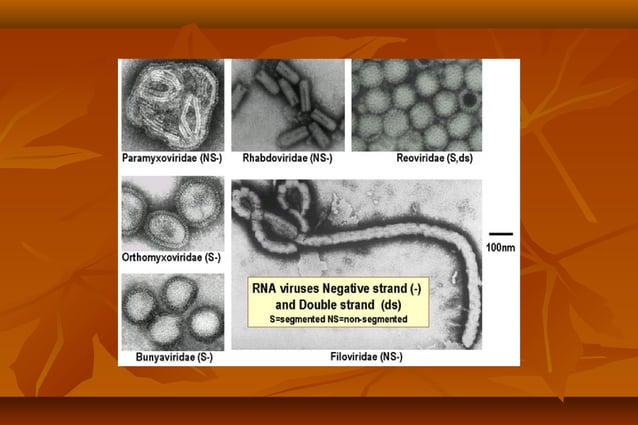 Paramyxoviridae (NS-)
Rhabdoviridae (NS-)
Reoviridae (S,ds)
Orthomyxoviridae (S-)
100nm
RNA viruses Negative strand (-)
and Double strand (ds)
S=segmented NS=non-segmented
Bunyaviridae (S-)
Filoviridae (NS-)